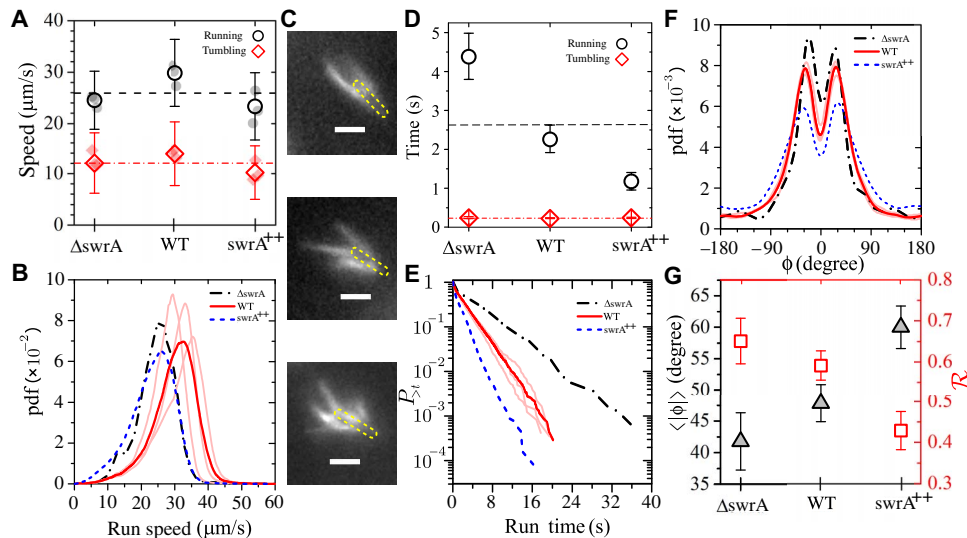 A
40
30
20
10
0
Speed (μm/s)
Running
Tumbling
ΔswrA
WT
swrA++
B
10
8
6
4
2
0
pdf (×10−2)
ΔswrA
WT
swrA++
0 10 20 30 40 50 60
Run speed (μm/s)
C
D
6
5
4
3
2
1
0
Time (s)
Running
Tumbling
ΔswrA
WT
swrA++
E
1
10−1
10−2
10−3
10−4
P>t
ΔswrA
WT
swrA++
0 8 16 24 32 40
Run time (s)
F
10
8
6
4
2
0
pdf (×10−3)
ΔswrA
WT
swrA++
−180 −90 0 90 180
ϕ (degree)
G
65
60
55
50
45
40
35
⟨|ϕ|⟩ (degree)
0.8
0.7
0.6
0.5
0.4
0.3
R
ΔswrA
WT
swrA++